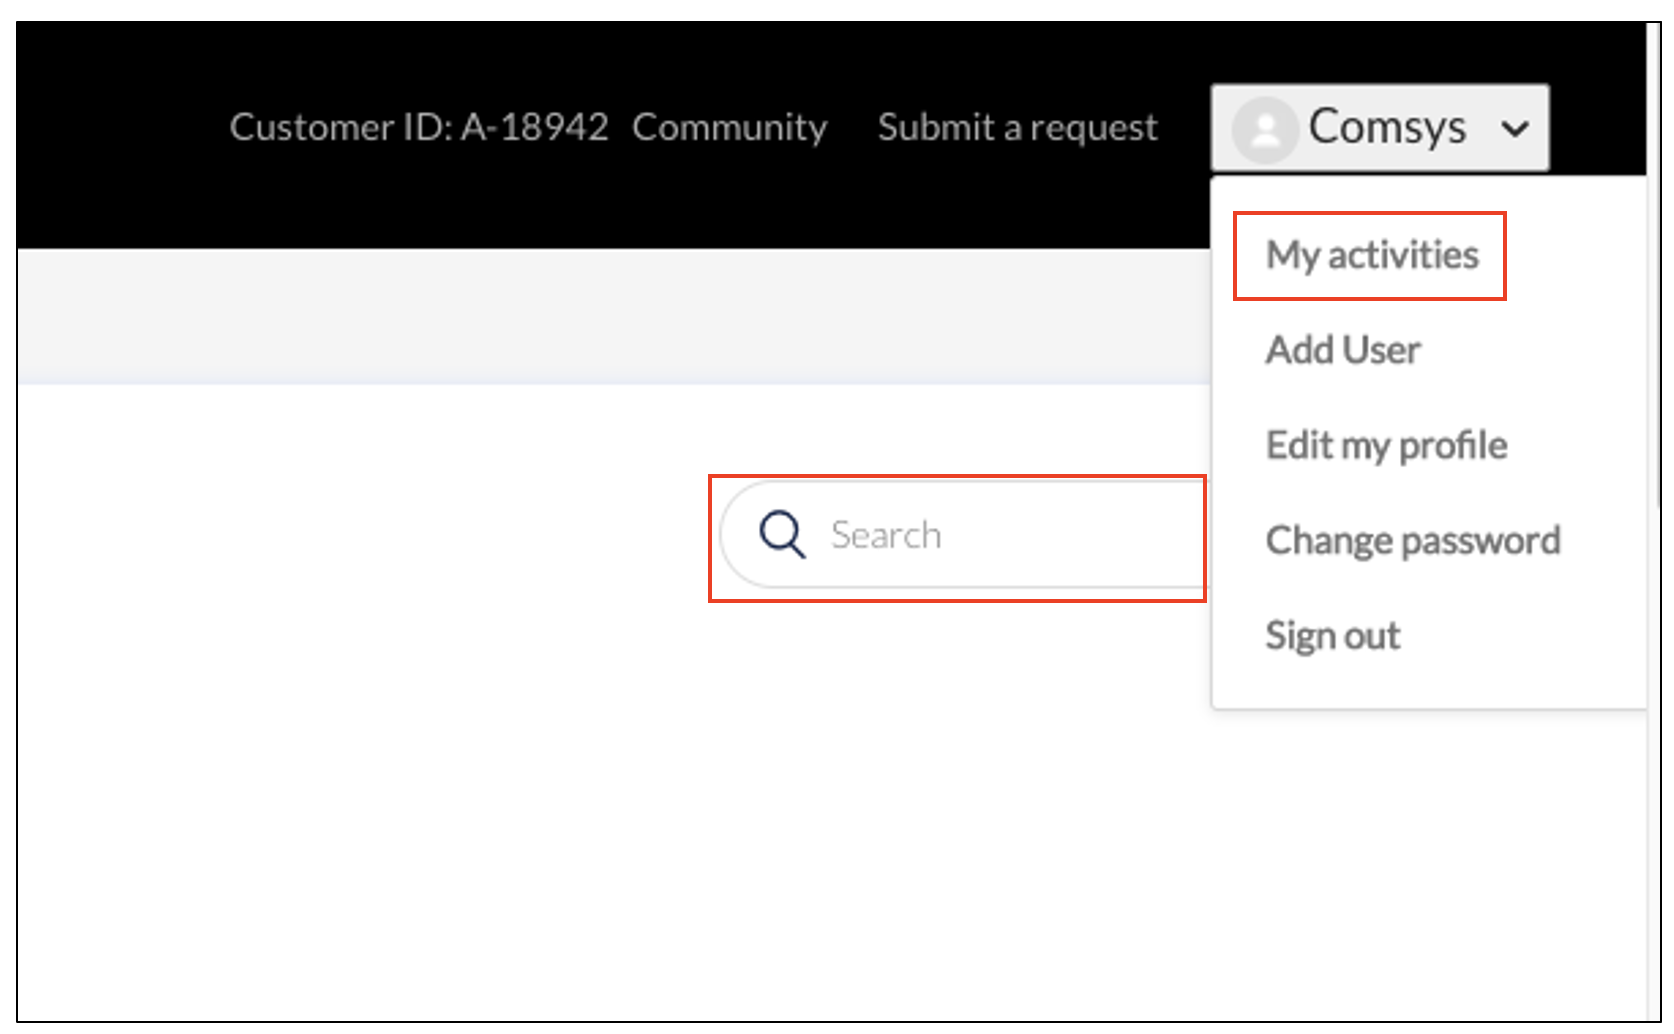 Customer ID: A-18942 Community Submit a request Comsys
My activities
Add User
Edit my profile
Search
Change password
Sign out